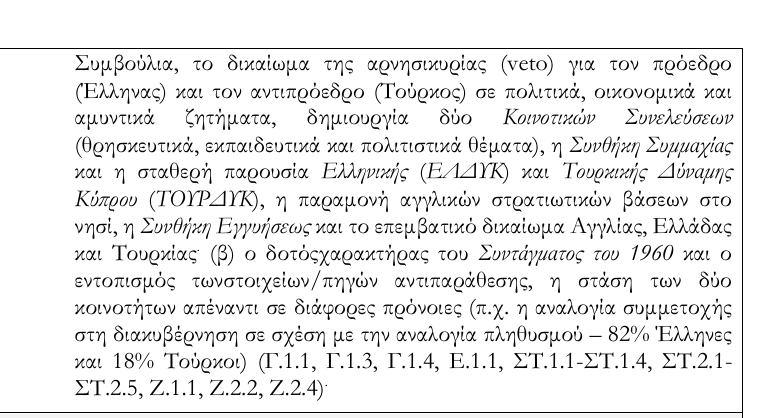 Συμβούλια, το δικαίωμα της αρνησικυρίας (veto) για τον πρόεδρο
(Έλληνας) και τον αντιπρόεδρο (Τούρκος) σε πολιτικά, οικονομικά και
αμυντικά ζητήματα, δημιουργία δύο Κοινοτικών Συνελεύσεων
(θρησκευτικά, εκπαιδευτικά και πολιτιστικά θέματα), η Συνθήκη Συμμαχίας
και η σταθερή παρουσία Ελληνικής (ΕΛΔΥΚ) και Τουρκικής Δύναμης
Κύπρου (ΤΟΥΡΔΥΚ), η παραμονή αγγλικών στρατιωτικών βάσεων στο
νησί, η Συνθήκη Εγγυήσεως και το επεμβατικό δικαίωμα Αγγλίας, Ελλάδας
και Τουρκίας˙ (β) ο δοτόςχαρακτήρας του Συντάγματος του 1960 και ο
εντοπισμός τωνστοιχείων/πηγών αντιπαράθεσης, η στάση των δύο
κοινοτήτων απέναντι σε διάφορες πρόνοιες (π.χ. η αναλογία συμμετοχής
στη διακυβέρνηση σε σχέση με την αναλογία πληθυσμού – 82% Έλληνες
και 18% Τούρκοι) (Γ.1.1, Γ.1.3, Γ.1.4, Ε.1.1, ΣΤ.1.1-ΣΤ.1.4, ΣΤ.2.1-
ΣΤ.2.5, Ζ.1.1, Ζ.2.2, Ζ.2.4)˙